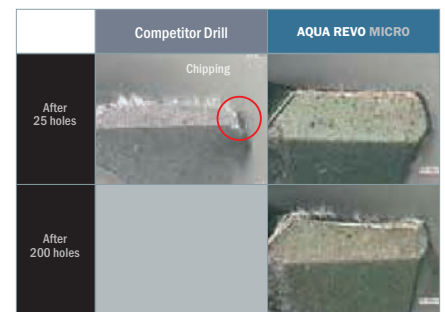 Competitor Drill
AQUA REVO MICRO
After
25 holes
Chipping
After
200 holes